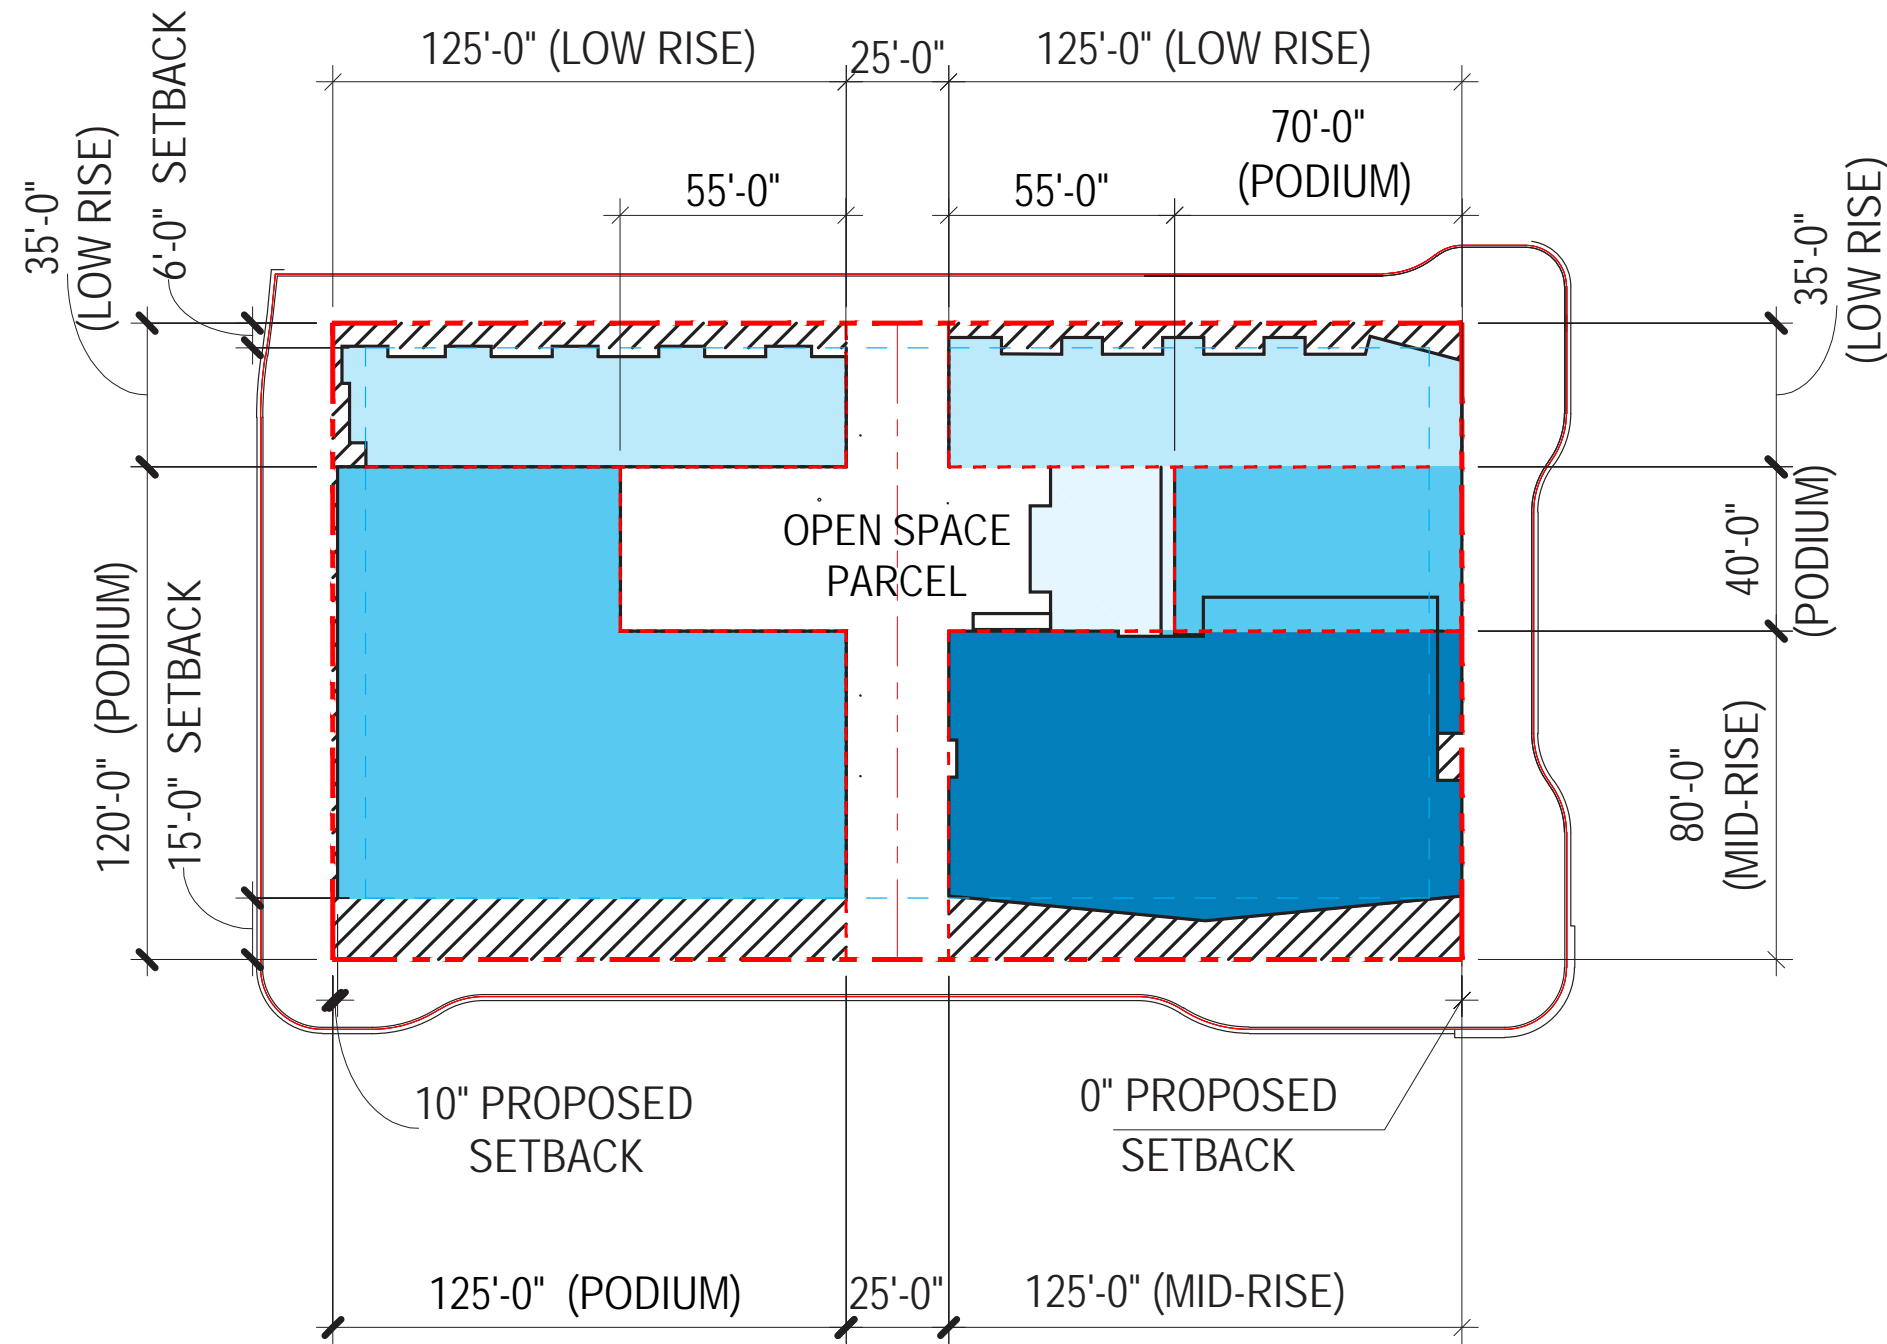 125'-0" (LOW RISE)
25'-0"
125'-0" (LOW RISE)
70'-0"
(PODIUM)
55'-0"
55'-0"
35'-0"
(LOW RISE)
6'-0" SETBACK
35'-0"
(LOW RISE)
OPEN SPACE
PARCEL
120'-0" (PODIUM)
15'-0" SETBACK
40'-0"
(PODIUM)
80'-0"
(MID-RISE)
10" PROPOSED
SETBACK
0" PROPOSED
SETBACK
125'-0" (PODIUM)
25'-0"
125'-0" (MID-RISE)